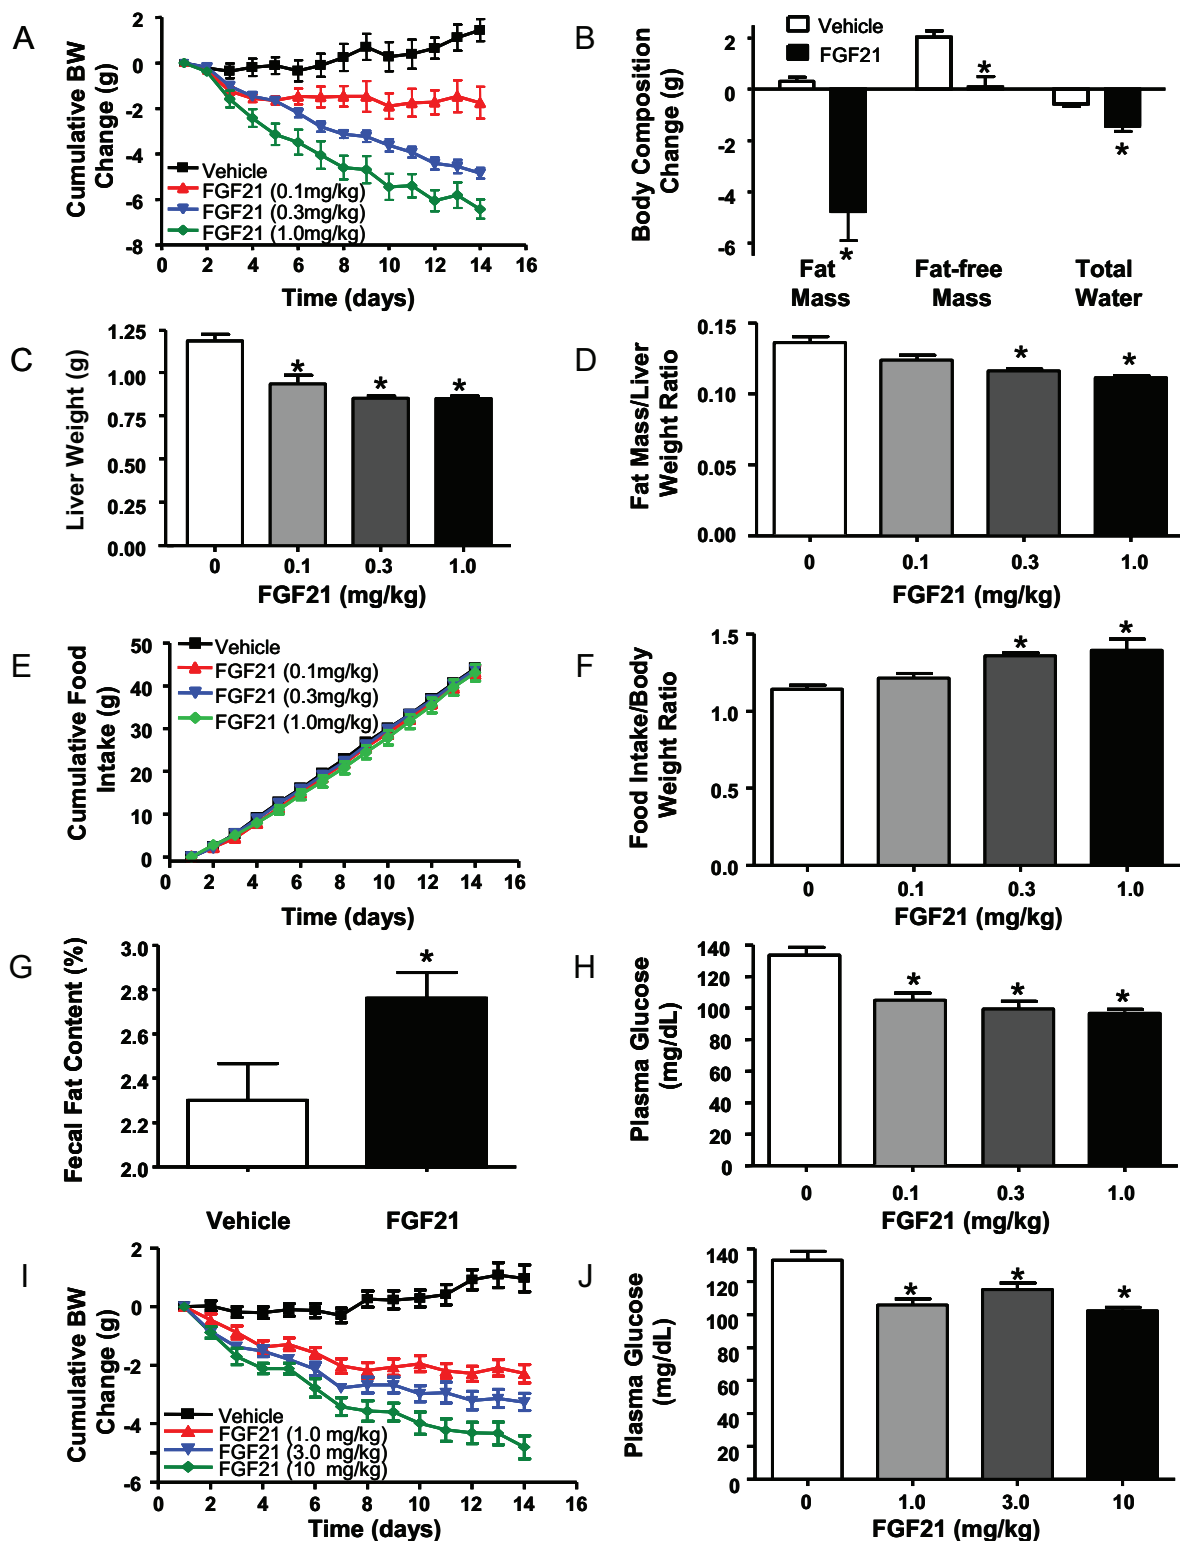 A
Cumulative BW
Change (g)
2
0
-2
-4
-6
-8
Vehicle
FGF21 (0.1mg/kg)
FGF21 (0.3mg/kg)
FGF21 (1.0mg/kg)
0 2 4 6 8 10 12 14 16
Time (days)
B
Body Composition
Change (g)
2
0
-2
-4
-6
Vehicle
FGF21
*
*
*
Fat
Mass
Fat-free
Mass
Total
Water
C
Liver Weight (g)
1.25
1.00
0.75
0.50
0.25
0.00
* * *
0 0.1 0.3 1.0
FGF21 (mg/kg)
D
Fat Mass/Liver
Weight Ratio
0.15
0.10
0.05
0.00
* *
0 0.1 0.3 1.0
FGF21 (mg/kg)
E
Cumulative Food
Intake (g)
50
40
30
20
10
0
Vehicle
FGF21 (0.1mg/kg)
FGF21 (0.3mg/kg)
FGF21 (1.0mg/kg)
0 2 4 6 8 10 12 14 16
Time (days)
F
Food Intake/Body
Weight Ratio
1.5
1.0
0.5
0.0
* *
0 0.1 0.3 1.0
FGF21 (mg/kg)
G
Fecal Fat Content (%)
3.0
2.8
2.6
2.4
2.2
2.0
*
Vehicle FGF21
H
Plasma Glucose
(mg/dL)
140
120
100
80
60
40
20
0
* * *
0 0.1 0.3 1.0
FGF21 (mg/kg)
I
Cumulative BW
Change (g)
2
0
-2
-4
-6
Vehicle
FGF21 (1.0 mg/kg)
FGF21 (3.0 mg/kg)
FGF21 (10 mg/kg)
0 2 4 6 8 10 12 14 16
Time (days)
J
Plasma Glucose
(mg/dL)
140
120
100
80
60
40
20
0
* * *
0 1.0 3.0 10
FGF21 (mg/kg)